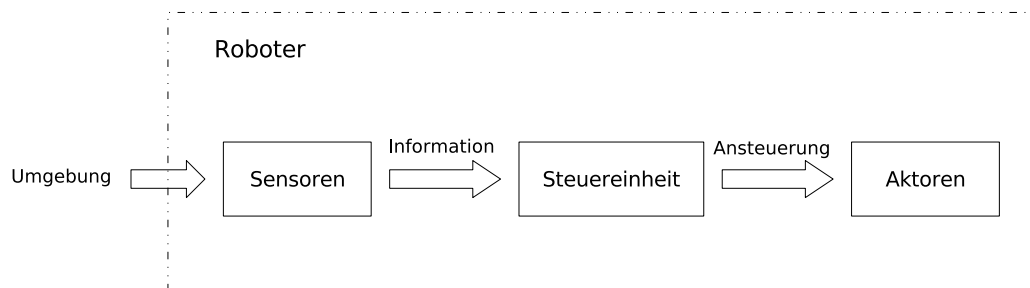 Roboter
Umgebung
Sensoren
Information
Steuereinheit
Ansteuerung
Aktoren